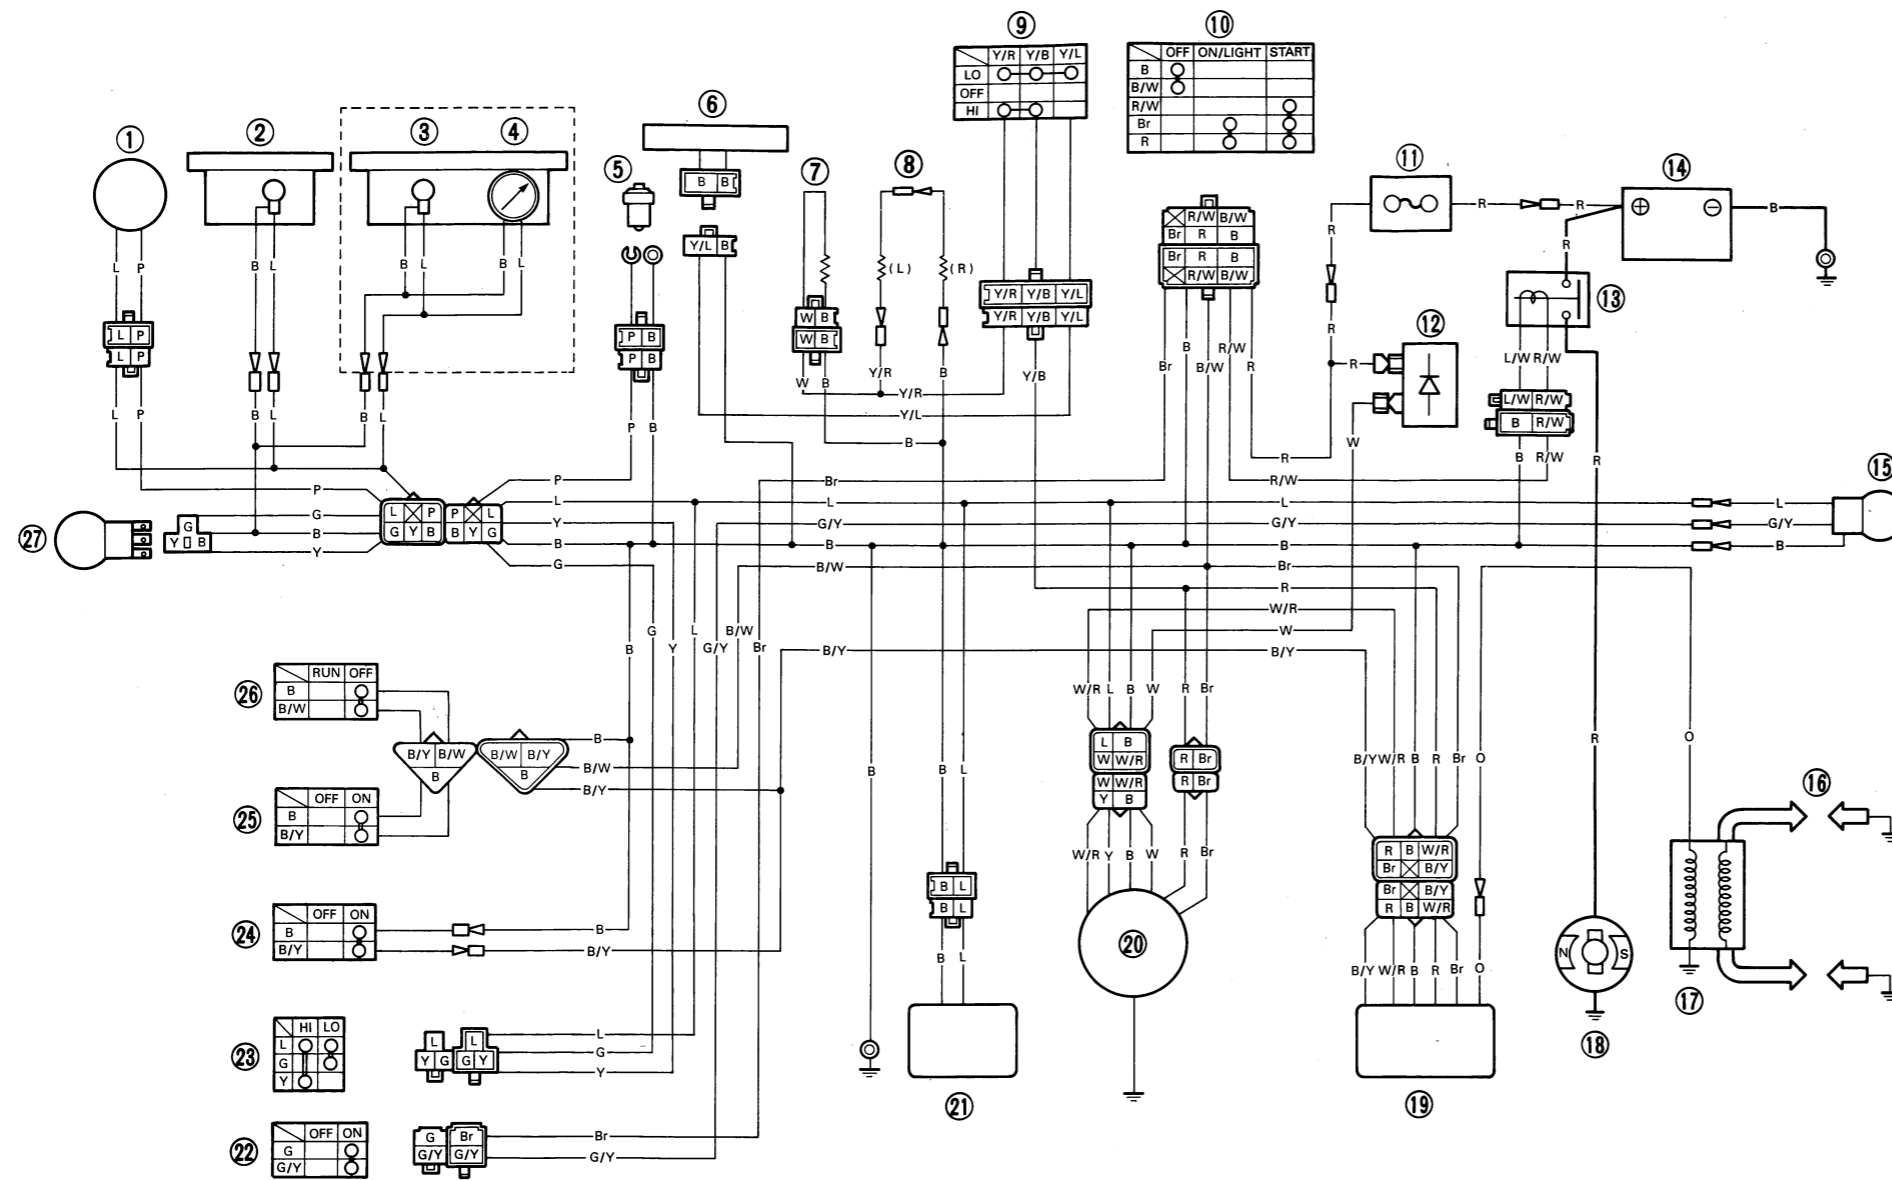 1
2
3
4
5
6
7
8
9
10
11
12
13
14
15
16
17
18
19
20
21
22
23
24
25
26
27
Y/R Y/B Y/L
LO
OFF
HI
OFF ON/LIGHT START
B
B/W
R/W
Br
R
B B
Y/L B
L P
L P
L P
L P
B L
B L
B L
B L
B L
P B
P B
P B
W B
W B
W B
(L)
(R)
Y/R
B
Y/R
Y/L
B
Y/R Y/B Y/L
Y/R Y/B Y/L
Y/B
R/W B/W
Br R B
Br R B
R/W B/W
Br
B
B/W
R/W
R
R
R
R
R
R
R
B
W
L/W R/W
L/W R/W
B R/W
B R/W
R
R
P
G
B
Y
G
Y B
L P
G Y B
P L
B Y G
P
L
Y
B
G
Br
L
G/Y
B
B/W
B/Y
R
R/W
L
G/Y
B
Br
R
W/R
W
B/Y
L
G/Y
B
B
G
Y
L
G/Y
B/W
Br
RUN OFF
B
B/W
B/Y B/W
B
B/W B/Y
B
B
B/W
B/Y
OFF ON
B
B/Y
OFF ON
B
B/Y
B
B/Y
HI LO
L
G
Y
L
Y G
L
G Y
L
G
Y
OFF ON
G
G/Y
G
G/Y
Br
G/Y
Br
G/Y
B
B L
B L
B L
B L
W/R L B W R Br
L B
W W/R
W W/R
Y B
R Br
R Br
W/R Y B W R Br
B/Y W/R B R Br O
R B W/R
Br B/Y
Br B/Y
R B W/R
B/Y W/R B R Br O
O
N S